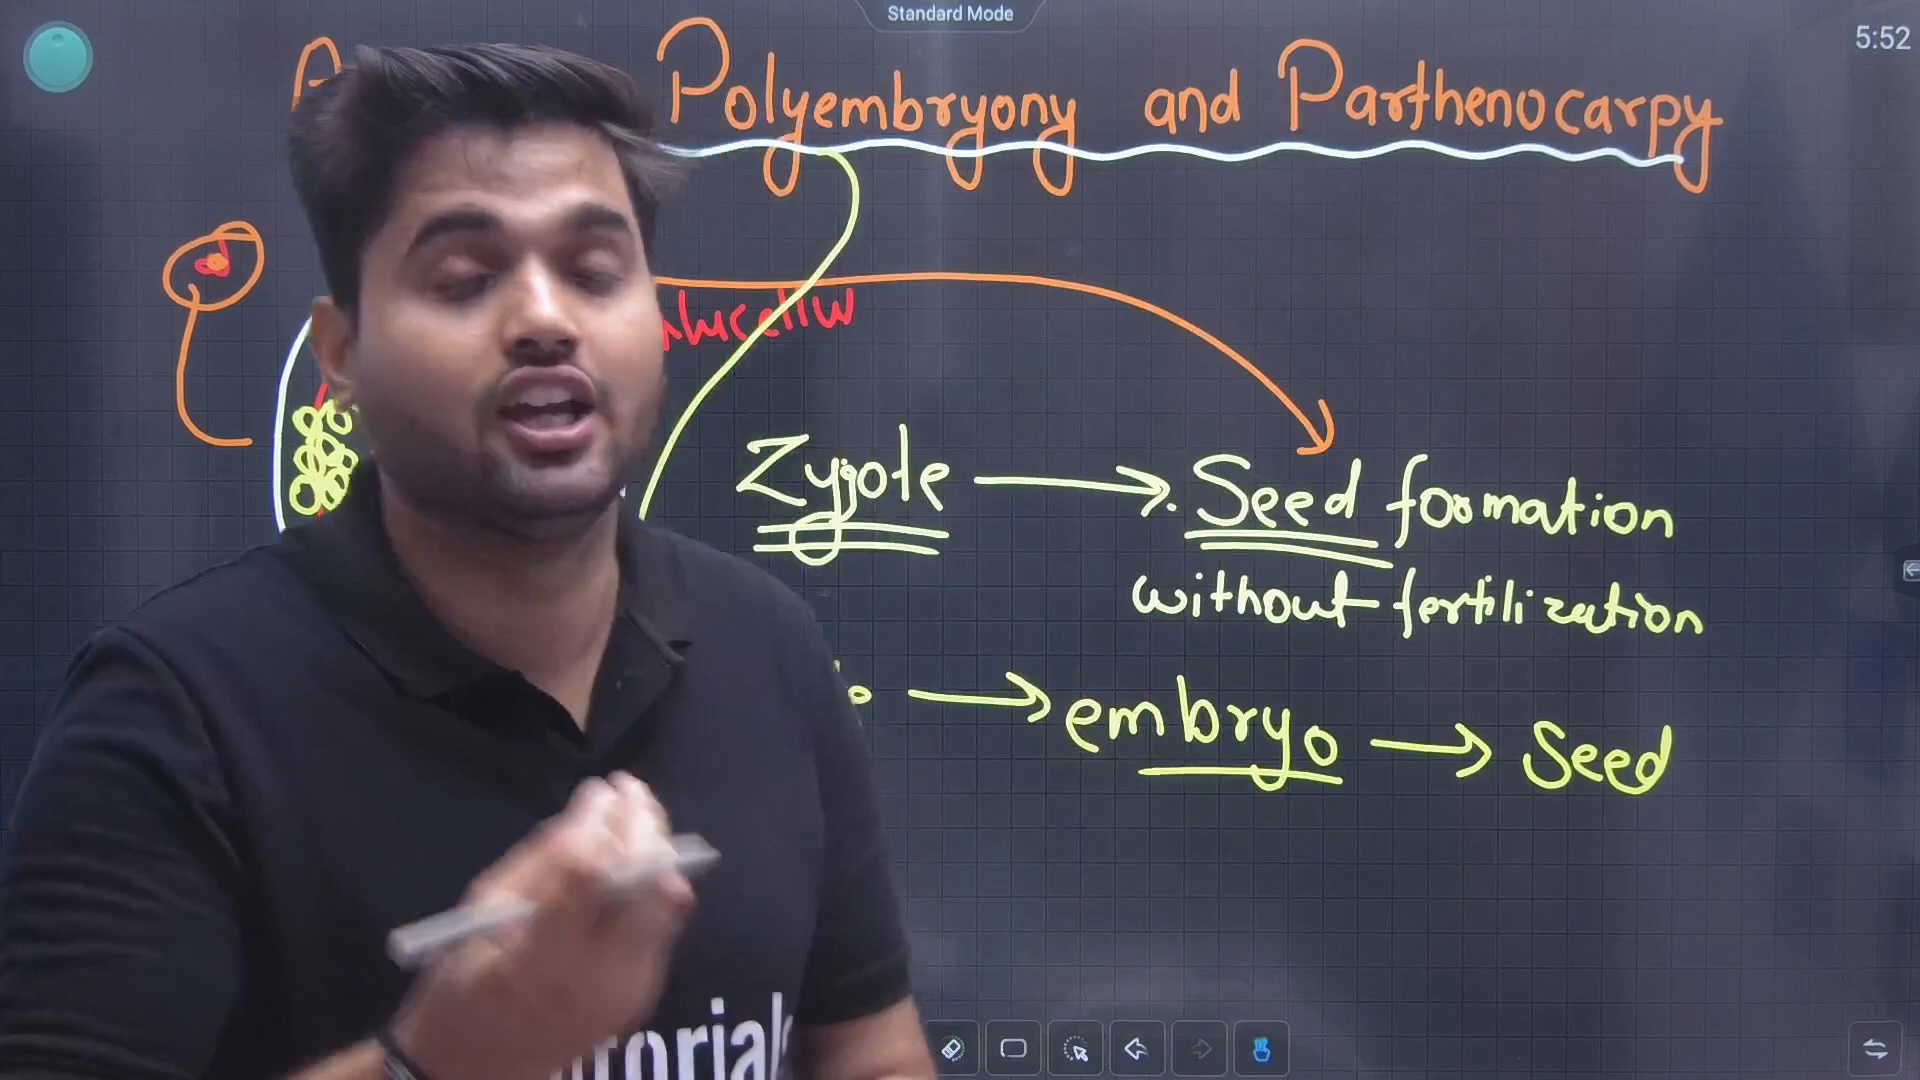 Standard Mode
5:52
Polyembryony and Parthenocarpy
Zygote → Seed formation
without fertilization
→ embryo → Seed